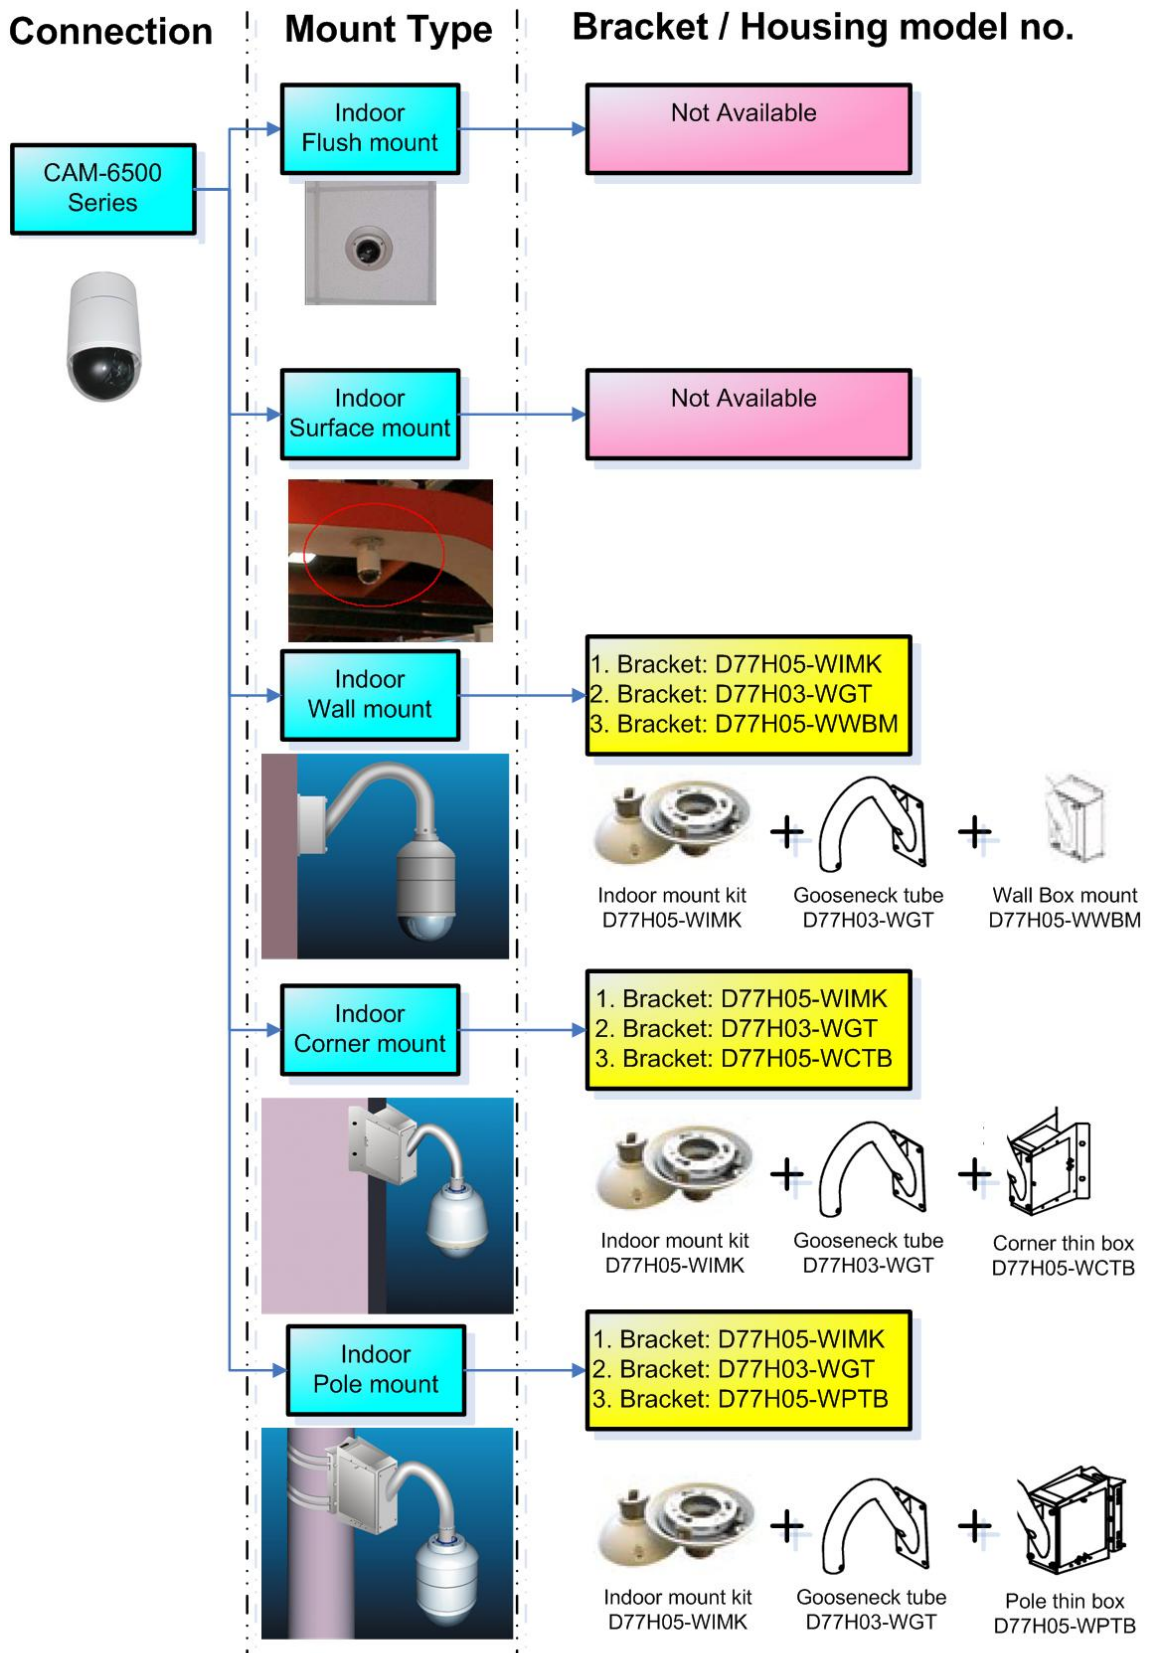 Connection
Mount Type
Bracket / Housing model no.
CAM-6500
Series
Indoor
Flush mount
Not Available
Indoor
Surface mount
Not Available
Indoor
Wall mount
1. Bracket: D77H05-WIMK
2. Bracket: D77H03-WGT
3. Bracket: D77H05-WWBM
Indoor mount kit
D77H05-WIMK
Gooseneck tube
D77H03-WGT
Wall Box mount
D77H05-WWBM
Indoor
Corner mount
1. Bracket: D77H05-WIMK
2. Bracket: D77H03-WGT
3. Bracket: D77H05-WCTB
Indoor mount kit
D77H05-WIMK
Gooseneck tube
D77H03-WGT
Corner thin box
D77H05-WCTB
Indoor
Pole mount
1. Bracket: D77H05-WIMK
2. Bracket: D77H03-WGT
3. Bracket: D77H05-WPTB
Indoor mount kit
D77H05-WIMK
Gooseneck tube
D77H03-WGT
Pole thin box
D77H05-WPTB